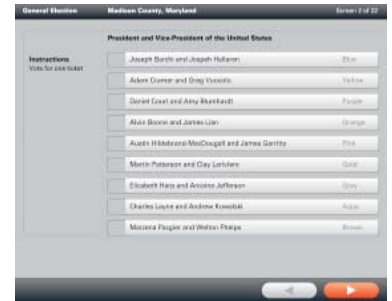 General Election Madison County, Maryland Screen 2 of 22
President and Vice-President of the United States
Instructions
Vote for one ticket
Joseph Barchi and Joseph Hallaren Blue
Adam Cramer and Greg Vuocolo Yellow
Daniel Court and Amy Blumhardt Purple
Alvin Boone and James Lian Orange
Austin Hildebrand-MacDougall and James Garritty Pink
Martin Patterson and Clay Lariviere Gold
Elizabeth Harp and Antoine Jefferson Gray
Charles Layne and Andrew Kowalski Aqua
Marzena Pazgier and Welton Phelps Brown